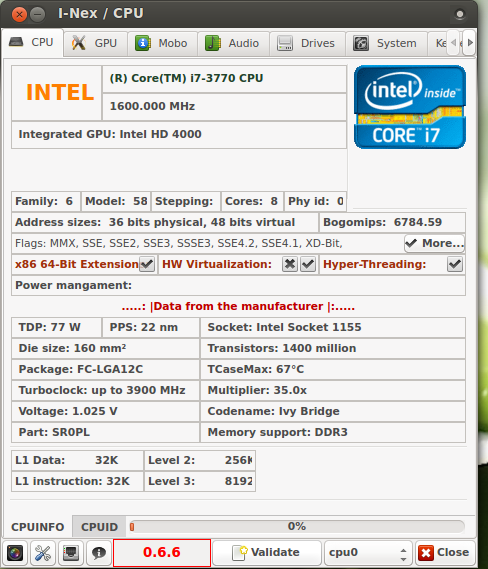 I-Nex / CPU
CPU GPU Mobo Audio Drives System
INTEL
(R) Core(TM) i7-3770 CPU
1600.000 MHz
Integrated GPU: Intel HD 4000
intel inside™
CORE™ i7
Family: 6 Model: 58 Stepping: Cores: 8 Phy id: 0
Address sizes: 36 bits physical, 48 bits virtual Bogomips: 6784.59
Flags: MMX, SSE, SSE2, SSE3, SSSE3, SSE4.2, SSE4.1, XD-Bit, More...
x86 64-Bit Extension HW Virtualization: Hyper-Threading:
Power mangament:
.....: |Data from the manufacturer |:.....
TDP: 77 W PPS: 22 nm Socket: Intel Socket 1155
Die size: 160 mm² Transistors: 1400 million
Package: FC-LGA12C TCaseMax: 67°C
Turboclock: up to 3900 MHz Multiplier: 35.0x
Voltage: 1.025 V Codename: Ivy Bridge
Part: SR0PL Memory support: DDR3
L1 Data: 32K Level 2: 256K
L1 instruction: 32K Level 3: 8192
CPUINFO CPUID 0%
0.6.6 Validate cpu0 Close